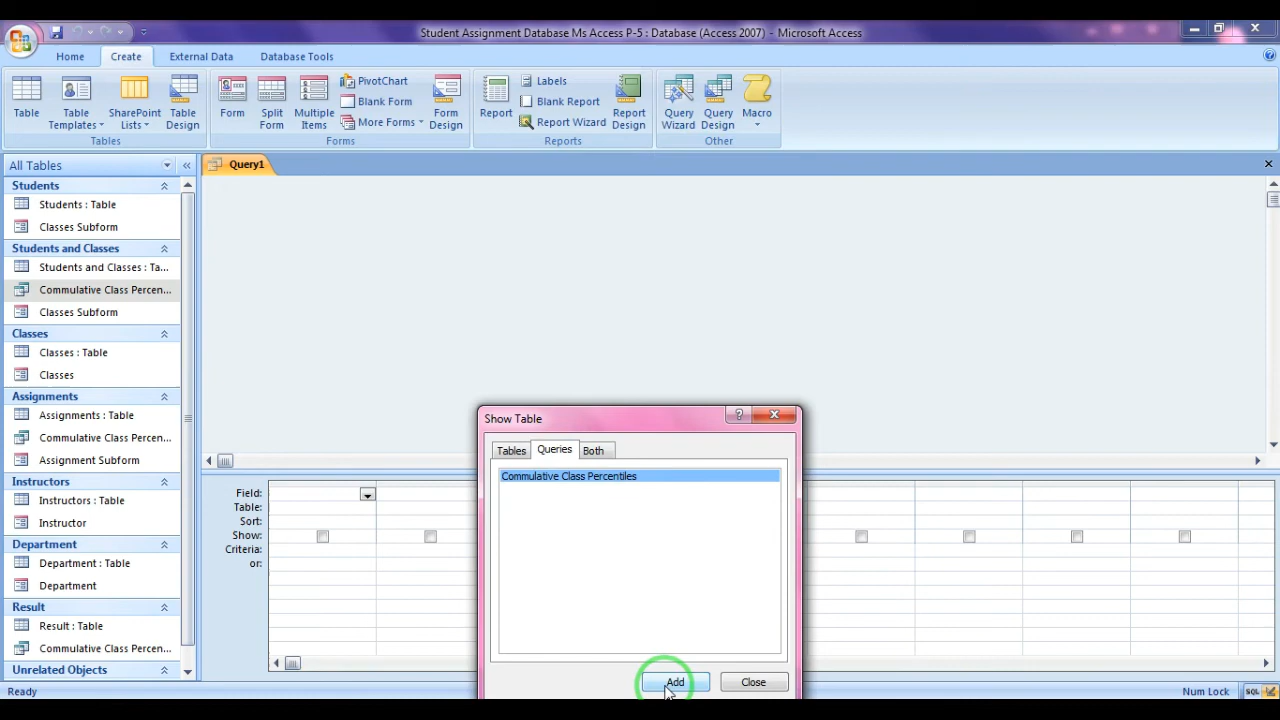 Student Assignment Database Ms Access P-5 : Database (Access 2007) - Microsoft Access
Home Create External Data Database Tools
Table
Table Templates
SharePoint Lists
Table Design
Tables
Form
Split Form
Multiple Items
PivotChart
Blank Form
More Forms
Form Design
Forms
Report
Labels
Blank Report
Report Wizard
Report Design
Reports
Query Wizard
Query Design
Macro
Other
All Tables
Students
Students : Table
Classes Subform
Students and Classes
Students and Classes : Ta...
Commulative Class Percen...
Classes Subform
Classes
Classes : Table
Classes
Assignments
Assignments : Table
Commulative Class Percen...
Assignment Subform
Instructors
Instructors : Table
Instructor
Department
Department : Table
Department
Result
Result : Table
Commulative Class Percen...
Unrelated Objects
Query1
Field:
Table:
Sort:
Show:
Criteria:
or:
Show Table
?
Tables Queries Both
Commulative Class Percentiles
Add Close
Ready
Num Lock
SQL